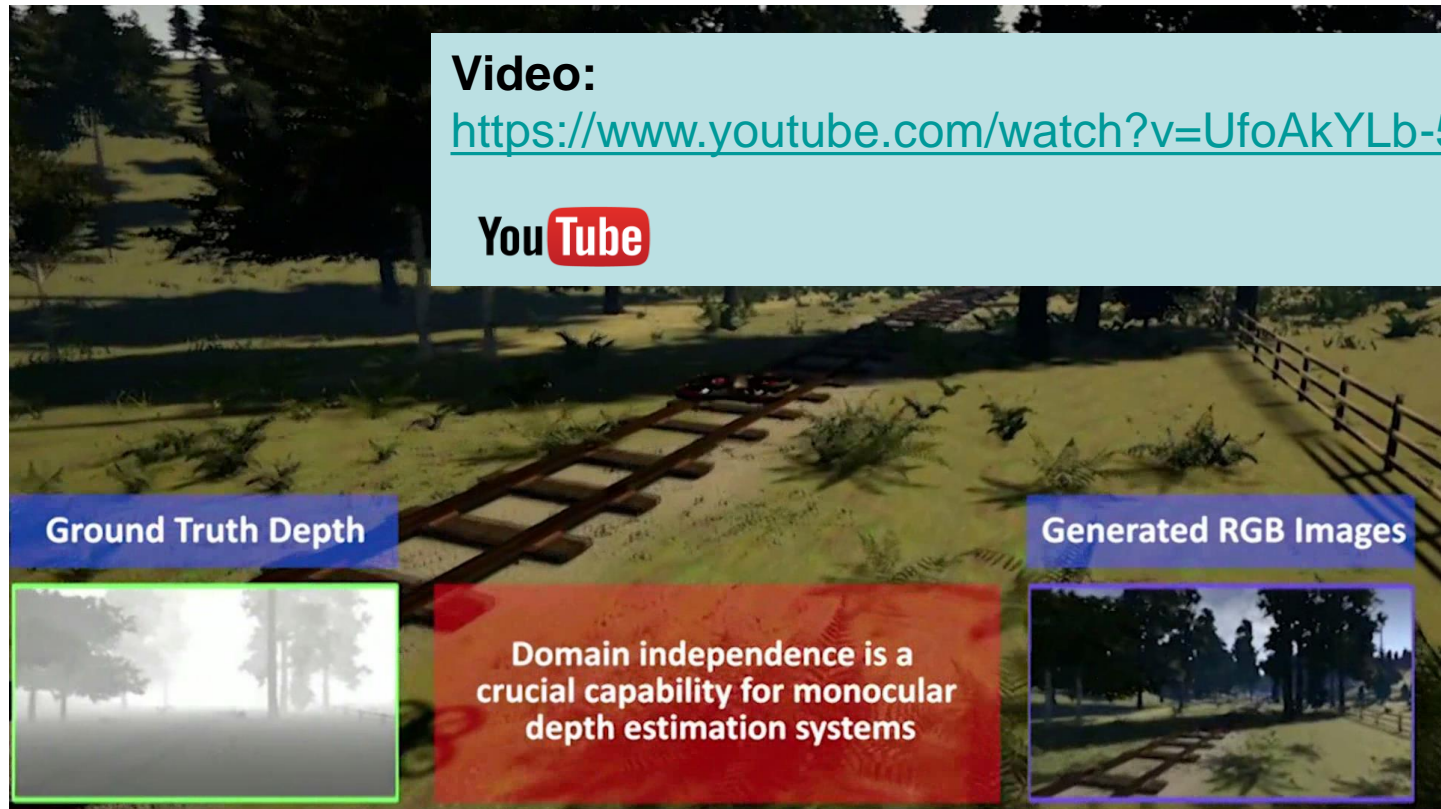 Video:
https://www.youtube.com/watch?v=UfoAkYLb-5
YouTube
Ground Truth Depth
Generated RGB Images
Domain independence is a
crucial capability for monocular
depth estimation systems